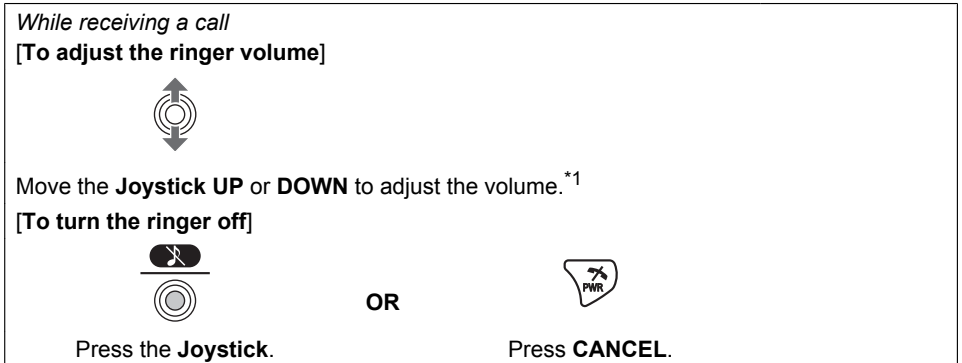 While receiving a call
[To adjust the ringer volume]
Move the Joystick UP or DOWN to adjust the volume.*1
[To turn the ringer off]
OR
PWR
Press the Joystick. Press CANCEL.